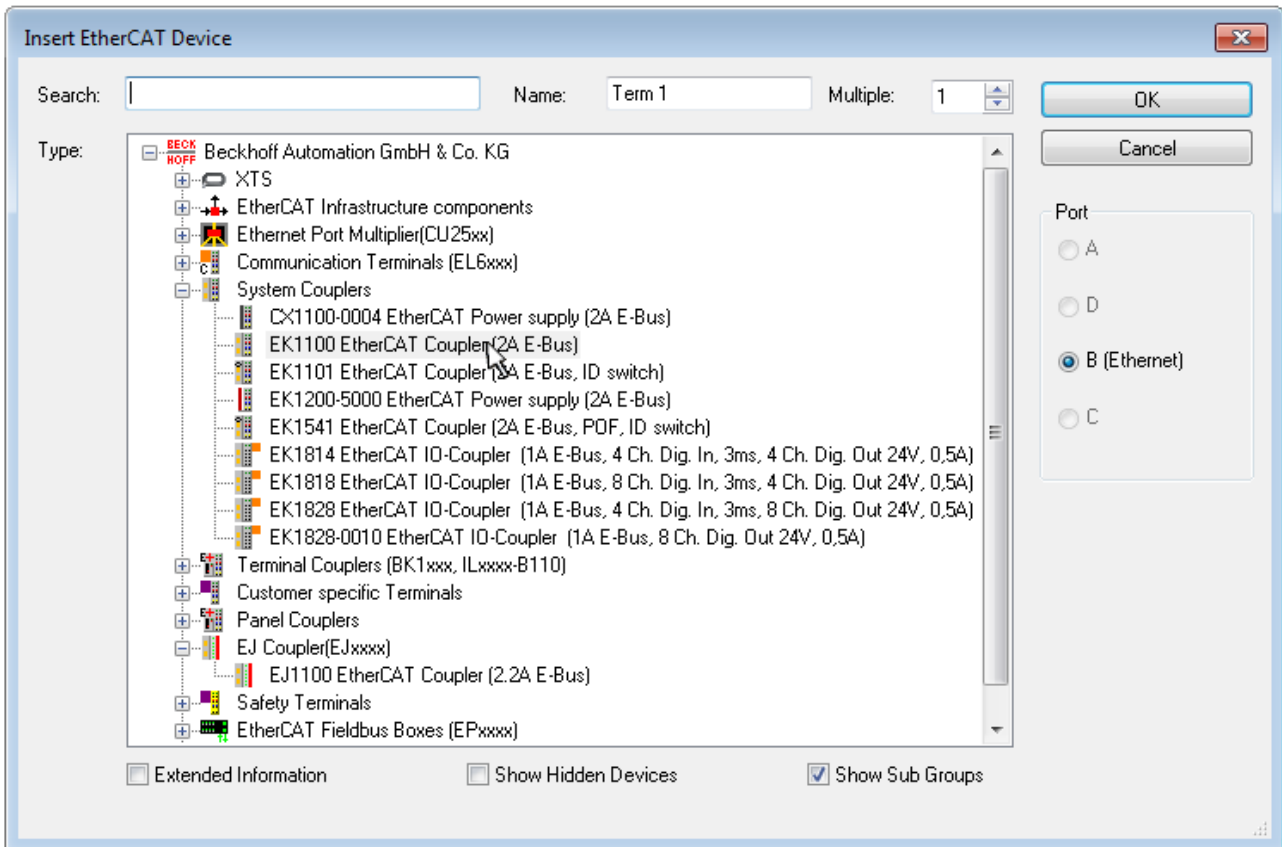 Insert EtherCAT Device
Search: Name: Term 1 Multiple: 1 OK
Type: BECK HOFF Beckhoff Automation GmbH & Co. KG Cancel
XTS
EtherCAT Infrastructure components
Port
Ethernet Port Multiplier(CU25xx)
A
C Communication Terminals (EL6xxx)
System Couplers
CX1100-0004 EtherCAT Power supply (2A E-Bus)
D
EK1100 EtherCAT Coupler (2A E-Bus)
B (Ethernet)
EK1101 EtherCAT Coupler (2A E-Bus, ID switch)
EK1200-5000 EtherCAT Power supply (2A E-Bus)
C
EK1541 EtherCAT Coupler (2A E-Bus, POF, ID switch)
EK1814 EtherCAT IO-Coupler (1A E-Bus, 4 Ch. Dig. In, 3ms, 4 Ch. Dig. Out 24V, 0,5A)
EK1818 EtherCAT IO-Coupler (1A E-Bus, 8 Ch. Dig. In, 3ms, 4 Ch. Dig. Out 24V, 0,5A)
EK1828 EtherCAT IO-Coupler (1A E-Bus, 4 Ch. Dig. In, 3ms, 8 Ch. Dig. Out 24V, 0,5A)
EK1828-0010 EtherCAT IO-Coupler (1A E-Bus, 8 Ch. Dig. Out 24V, 0,5A)
Terminal Couplers (BK1xxx, ILxxxx-B110)
Customer specific Terminals
Panel Couplers
EJ Coupler(EJxxxx)
EJ1100 EtherCAT Coupler (2.2A E-Bus)
Safety Terminals
EtherCAT Fieldbus Boxes (EPxxxx)
Extended Information Show Hidden Devices Show Sub Groups